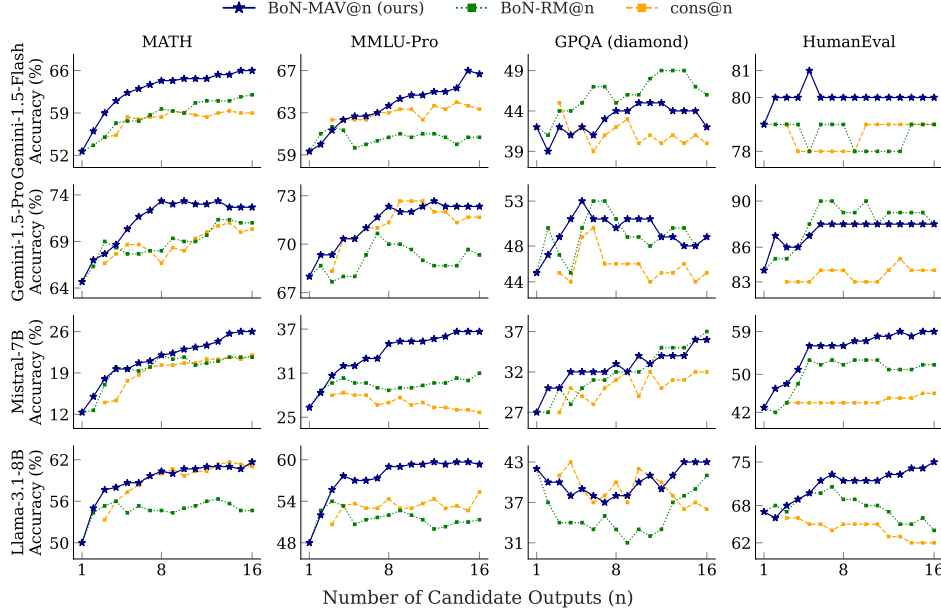 BoN-MAV@n (ours) BoN-RM@n cons@n
MATH MMLU-Pro GPQA (diamond) HumanEval
Gemini-1.5-Flash
Accuracy (%)
66 59 52
67 63 59
49 44 39
81 80 78
Gemini-1.5-Pro
Accuracy (%)
74 69 64
73 70 67
53 48 44
90 86 83
Mistral-7B
Accuracy (%)
26 19 12
37 31 25
37 32 27
59 50 42
Llama-3.1-8B
Accuracy (%)
62 56 50
60 54 48
43 37 31
75 68 62
1 8 16 1 8 16 1 8 16 1 8 16
Number of Candidate Outputs (n)